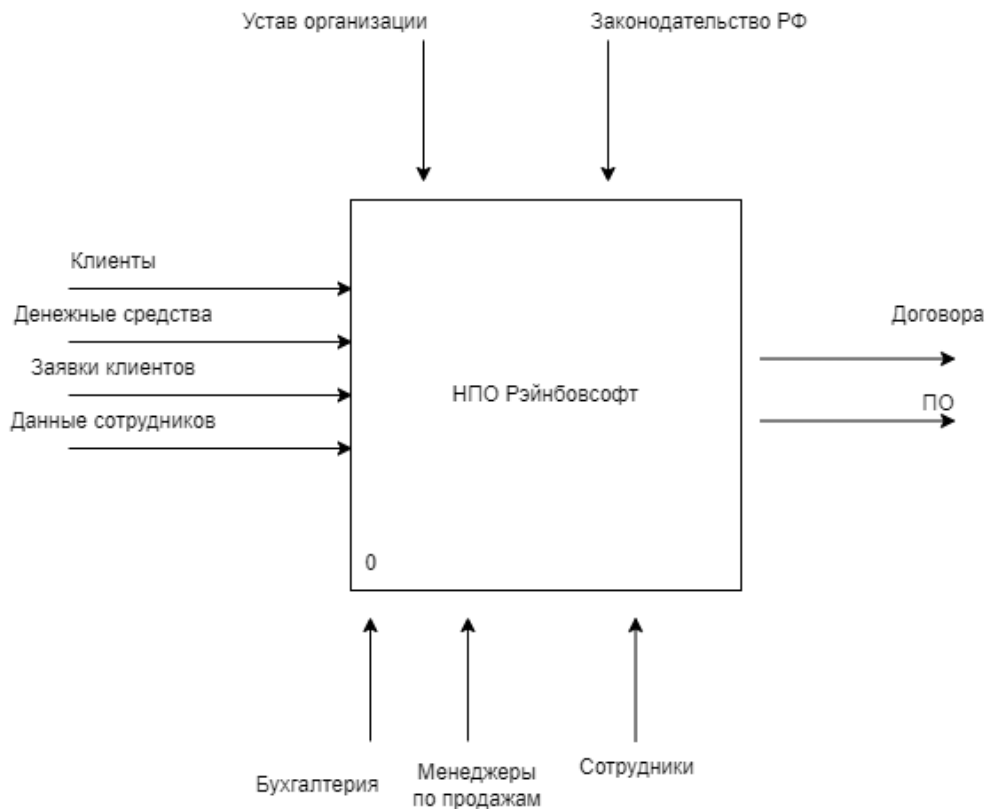 Устав организации
Законодательство РФ
Клиенты
Денежные средства
Заявки клиентов
Данные сотрудников
НПО Рэйнбовсофт
Договора
ПО
0
Бухгалтерия
Менеджеры
по продажам
Сотрудники